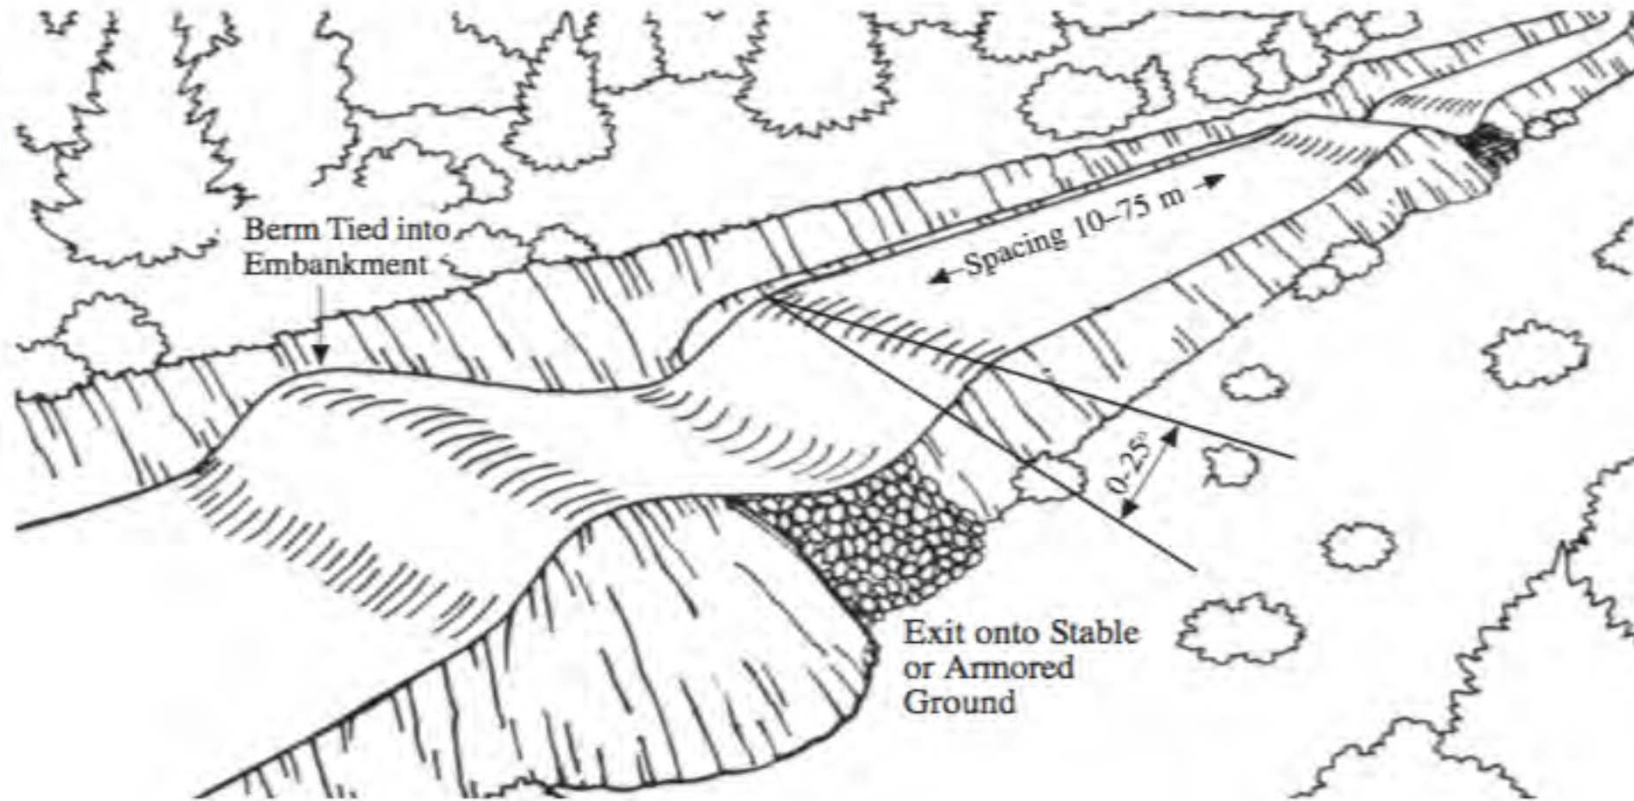 Berm Tied into
Embankment
Spacing 10–75 m
0-25°
Exit onto Stable
or Armored
Ground